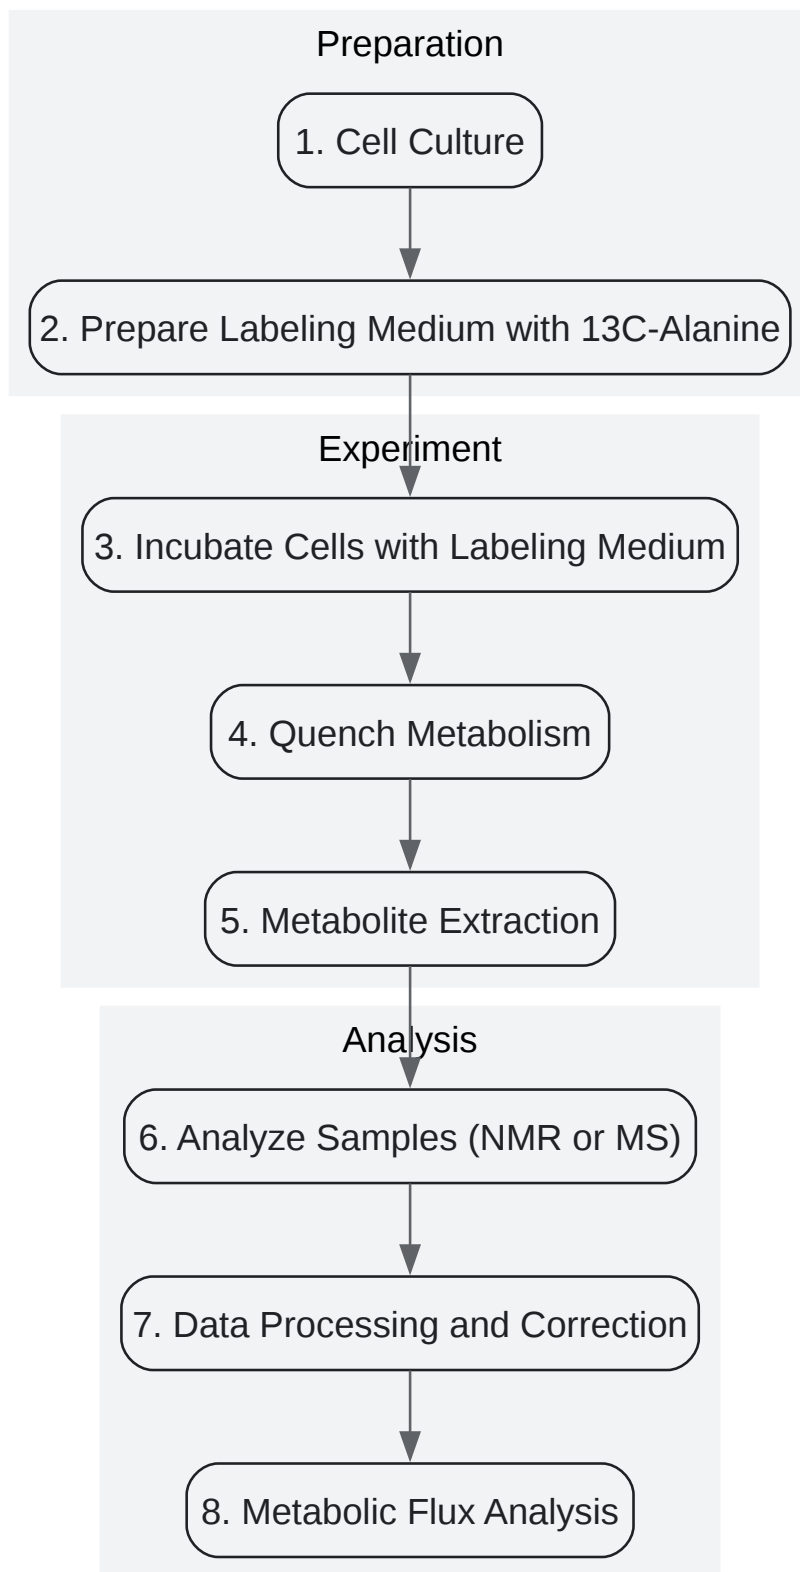 Preparation
1. Cell Culture
2. Prepare Labeling Medium with 13C-Alanine
Experiment
3. Incubate Cells with Labeling Medium
4. Quench Metabolism
5. Metabolite Extraction
Analysis
6. Analyze Samples (NMR or MS)
7. Data Processing and Correction
8. Metabolic Flux Analysis